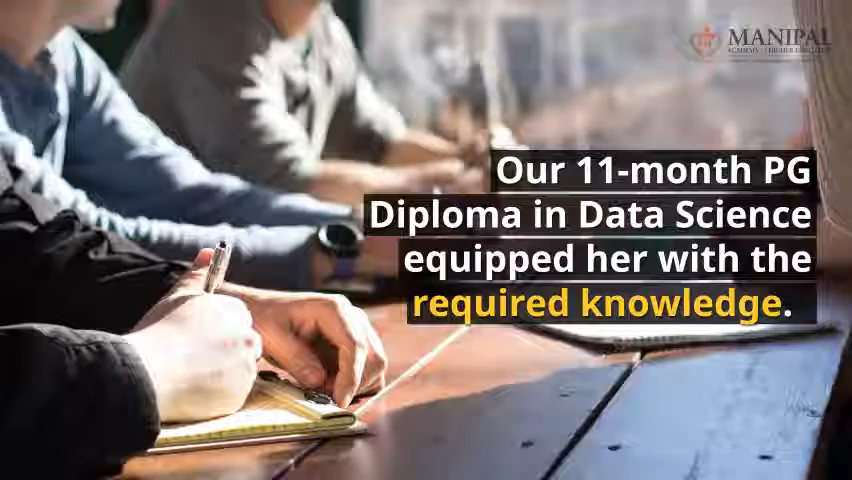 MANIPAL
Our 11-month PG
Diploma in Data Science
equipped her with the
required knowledge.